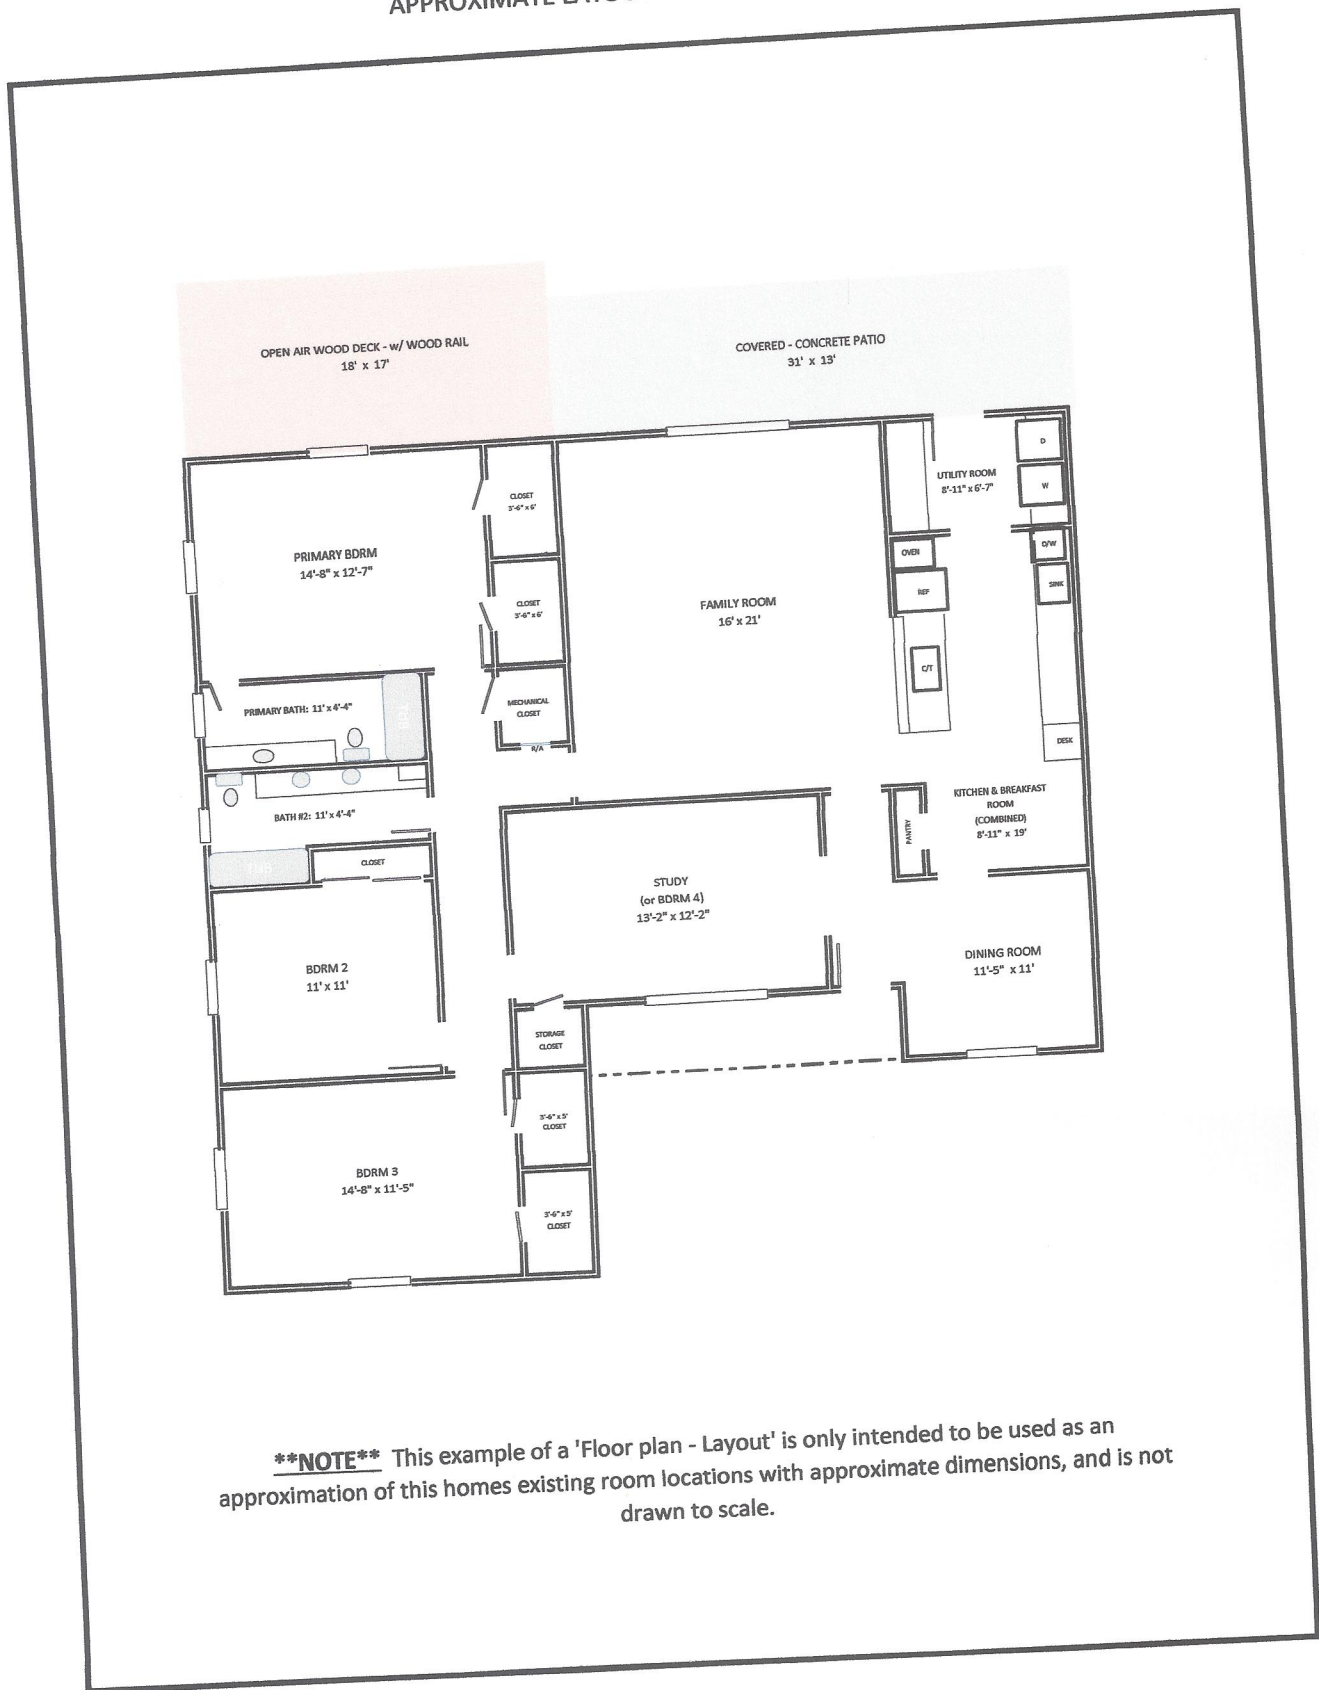 OPEN AIR WOOD DECK - w/ WOOD RAIL
18' x 17'
COVERED - CONCRETE PATIO
31' x 13'
D
UTILITY ROOM
8'-11" x 6'-7"
W
CLOSET
3'-6" x 6'
PRIMARY BDRM
14'-8" x 12'-7"
OVEN
D/W
REF
SINK
CLOSET
3'-6" x 6'
FAMILY ROOM
16' x 21'
C/T
PRIMARY BATH: 11' x 4'-4"
TUB
MECHANICAL
CLOSET
R/A
DESK
KITCHEN & BREAKFAST
ROOM
(COMBINED)
8'-11" x 19'
PANTRY
BATH #2: 11' x 4'-4"
TUB
CLOSET
STUDY
(or BDRM 4)
13'-2" x 12'-2"
BDRM 2
11' x 11'
DINING ROOM
11'-5" x 11'
STORAGE
CLOSET
3'-6" x 5'
CLOSET
BDRM 3
14'-8" x 11'-5"
3'-6" x 5'
CLOSET
**NOTE** This example of a 'Floor plan - Layout' is only intended to be used as an
approximation of this homes existing room locations with approximate dimensions, and is not
drawn to scale.